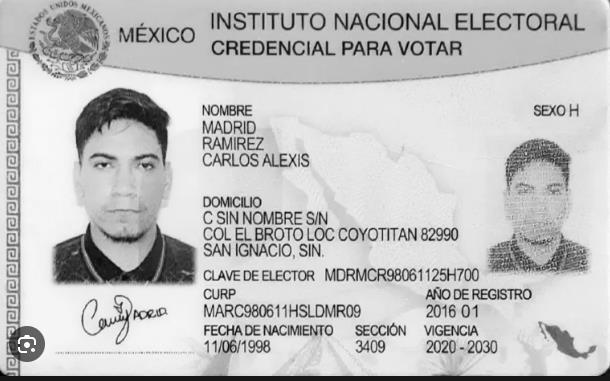 ESTADOS UNIDOS MEXICANOS
MÉXICO
INSTITUTO NACIONAL ELECTORAL
CREDENCIAL PARA VOTAR
NOMBRE
SEXO H
MADRID
RAMIREZ
CARLOS ALEXIS
DOMICILIO
C SIN NOMBRE S/N
COL EL BROTO LOC COYOTITAN 82990
SAN IGNACIO, SIN.
CLAVE DE ELECTOR MDRMCR98061125H700
CURP
AÑO DE REGISTRO
MARC980611HSLDMR09
2016 01
FECHA DE NACIMIENTO SECCIÓN VIGENCIA
11/06/1998 3409 2020 - 2030